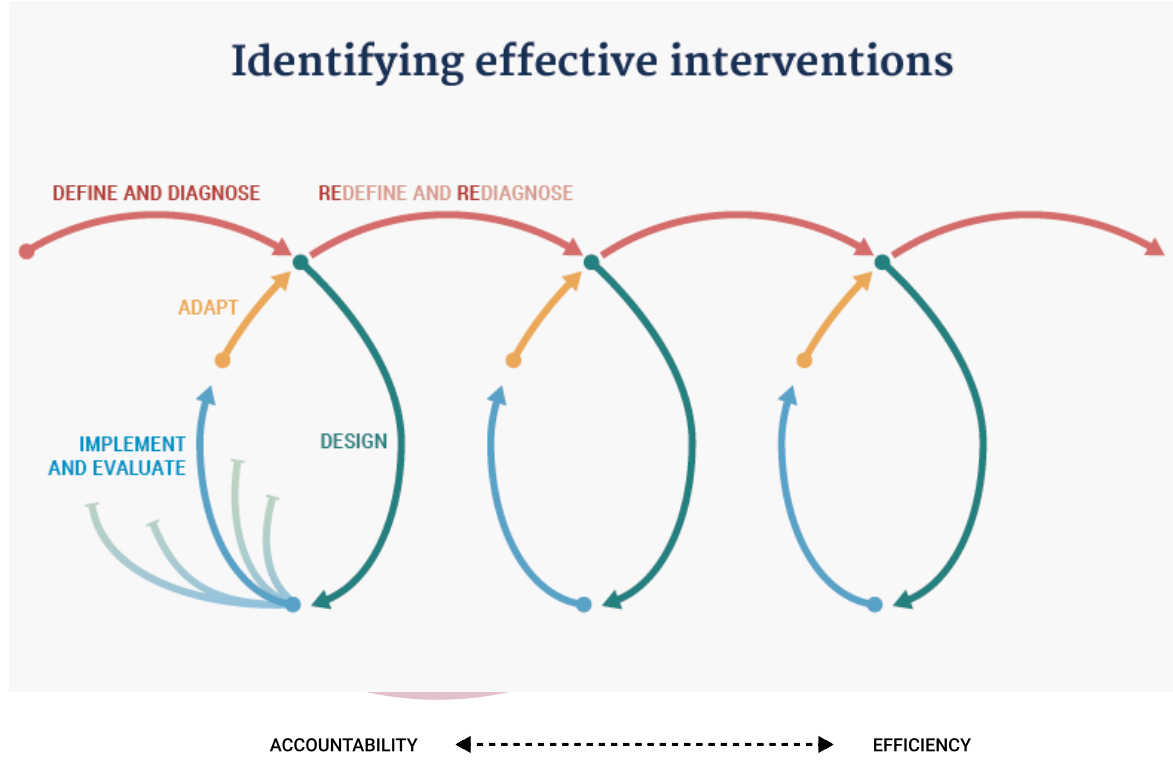 Identifying effective interventions
DEFINE AND DIAGNOSE
REDEFINE AND REDIAGNOSE
ADAPT
DESIGN
IMPLEMENT
AND EVALUATE
ACCOUNTABILITY
EFFICIENCY